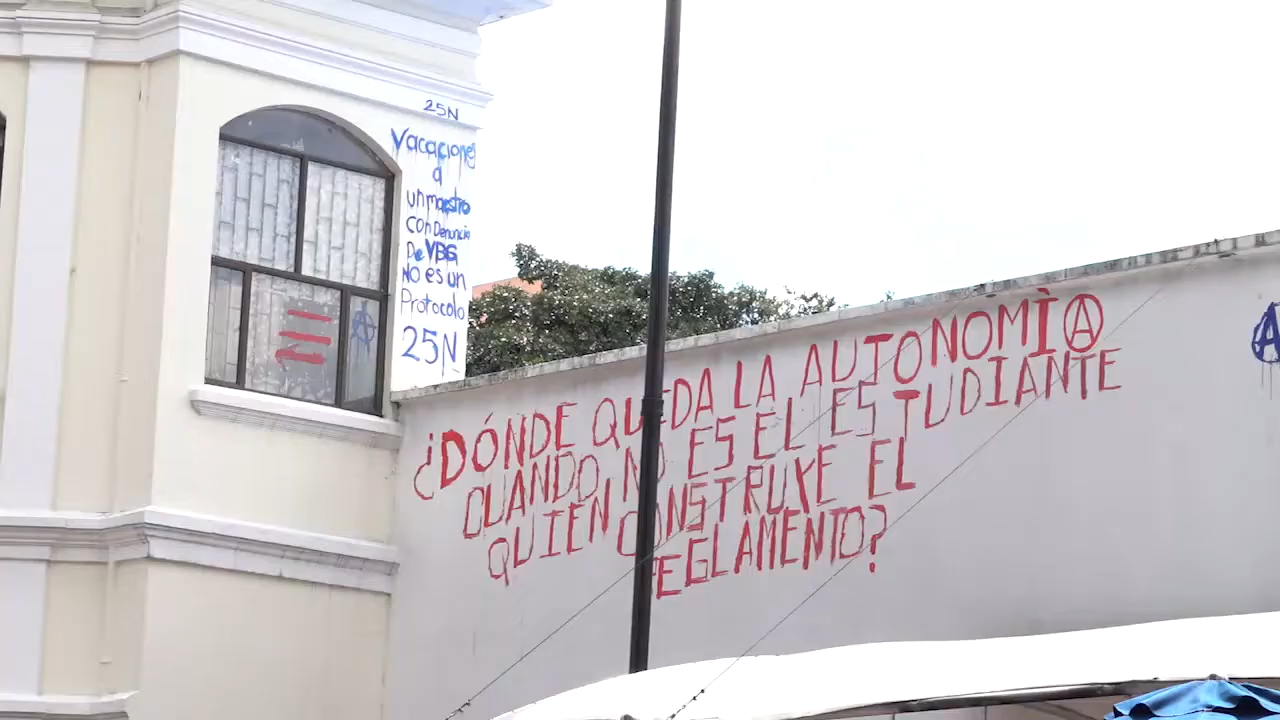 25N
Vacaciones
a
un maestro
con Denuncia
De VBG
NO es un
Protocolo
25N
¿DÓNDE QUEDA LA AUTONOMÌA
CUANDO NO ES EL ESTUDIANTE
QUIEN CONSTRUYE EL
REGLAMENTO?
A
A